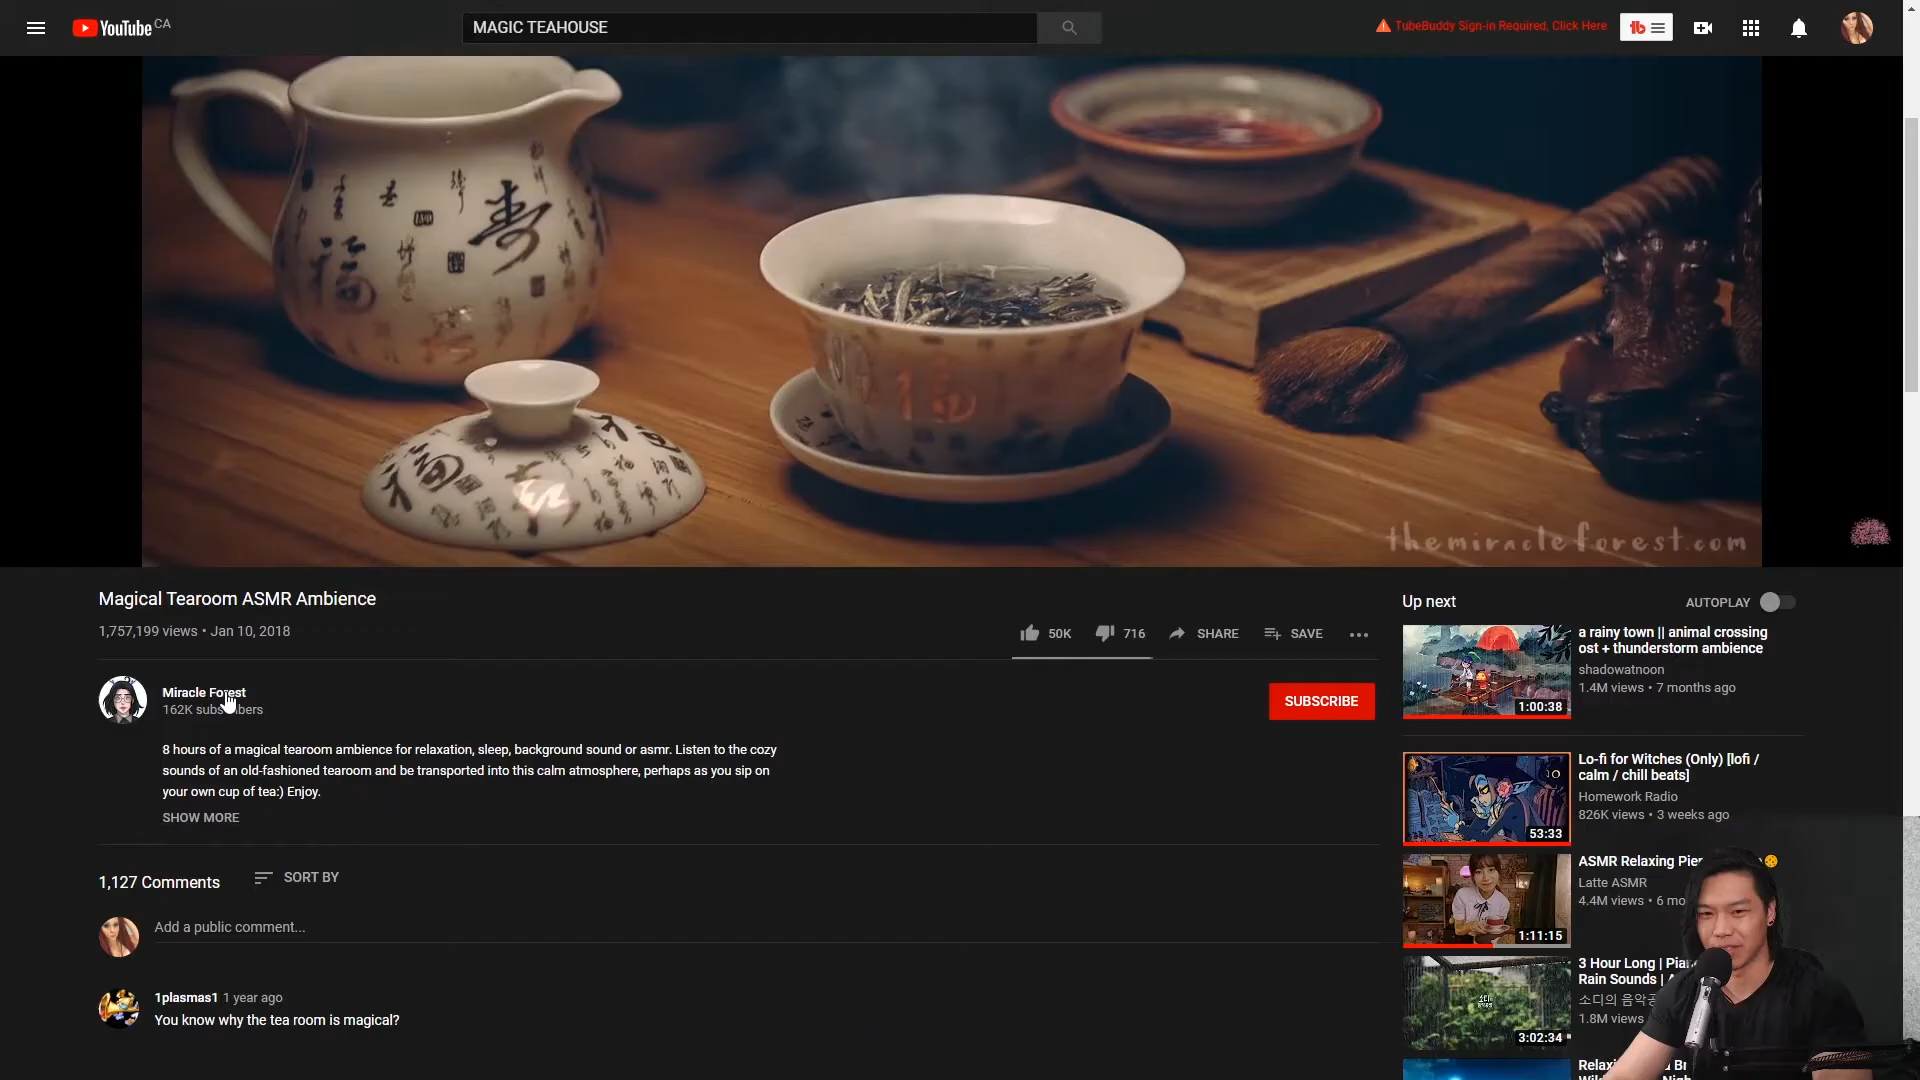 YouTube CA
MAGIC TEAHOUSE
TubeBuddy Sign-in Required, Click Here
tb
寿
福
themiracleforest.com
Magical Tearoom ASMR Ambience
1,757,199 views • Jan 10, 2018
50K
716
SHARE
SAVE
Miracle Forest
162K subscribers
SUBSCRIBE
8 hours of a magical tearoom ambience for relaxation, sleep, background sound or asmr. Listen to the cozy
sounds of an old-fashioned tearoom and be transported into this calm atmosphere, perhaps as you sip on
your own cup of tea:) Enjoy.
SHOW MORE
1,127 Comments
SORT BY
Add a public comment...
1plasmas1 1 year ago
You know why the tea room is magical?
Up next
AUTOPLAY
a rainy town || animal crossing
ost + thunderstorm ambience
shadowatnoon
1.4M views • 7 months ago
1:00:38
Lo-fi for Witches (Only) [lofi /
calm / chill beats]
Homework Radio
826K views • 3 weeks ago
53:33
ASMR Relaxing
Latte ASMR
4.4M views • 6
1:11:15
3 Hour Long |
Rain Sounds |
소디의
1.8M views
3:02:34